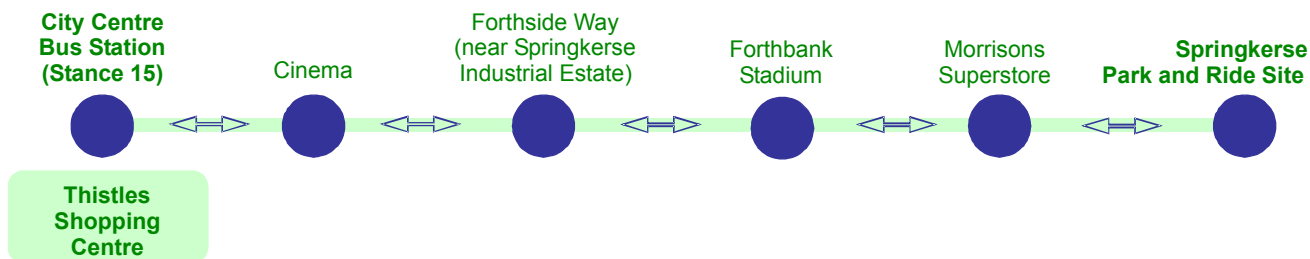 City Centre
Bus Station
(Stance 15)
Cinema
Forthside Way
(near Springkerse
Industrial Estate)
Forthbank
Stadium
Morrisons
Superstore
Springkerse
Park and Ride Site
Thistles
Shopping
Centre